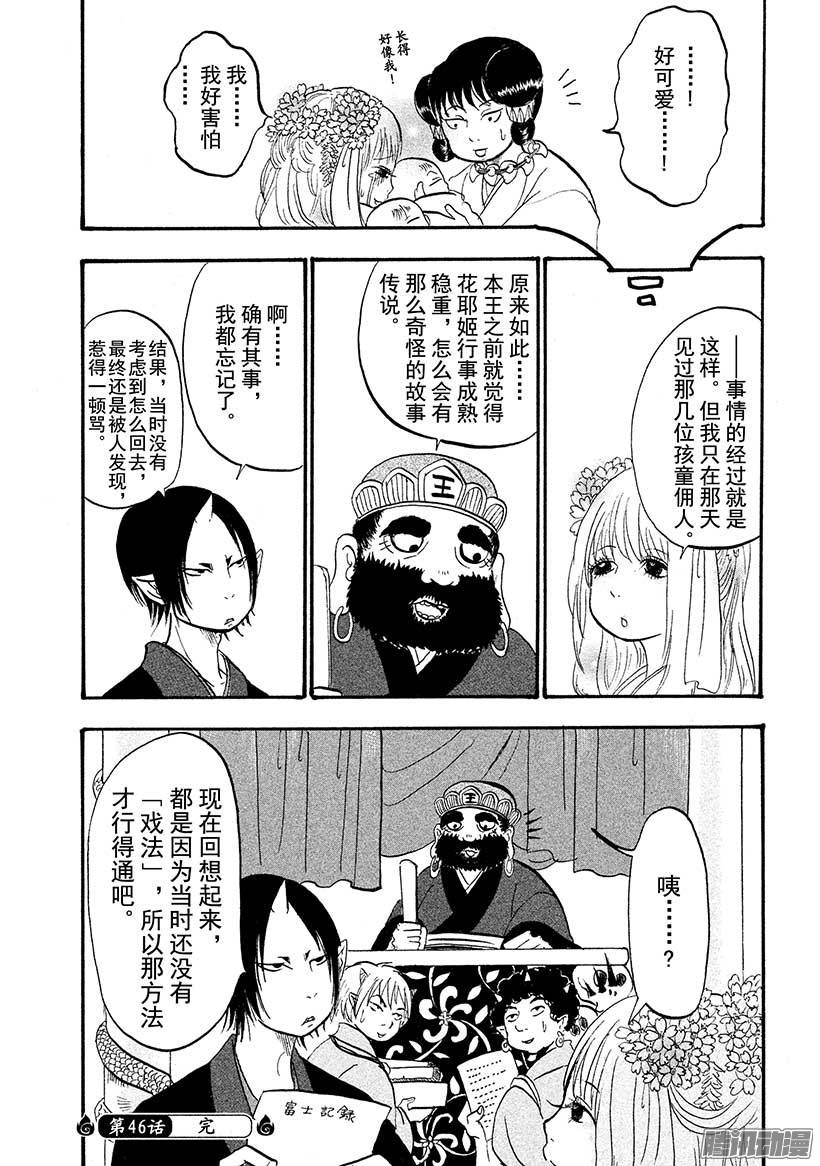 ……！
好可爱……！
长得
好像我！
我……
我好害怕
……
——事情的经过就是
这样。但我只在那天
见过那几位孩童佣人。
原来如此……
本王之前就觉得
花耶姬行事成熟
稳重，怎么会有
那么奇怪的故事
传说。
王
啊……
确有其事，
我都忘记了。
结果，当时没有
考虑到怎么回去，
最终还是被人发现，
惹得一顿骂。
咦
……？
王
现在回想起来，
都是因为当时还没有
「戏法」，所以那方法
才行得通吧。
富士記録
第46话 完
腾讯动漫